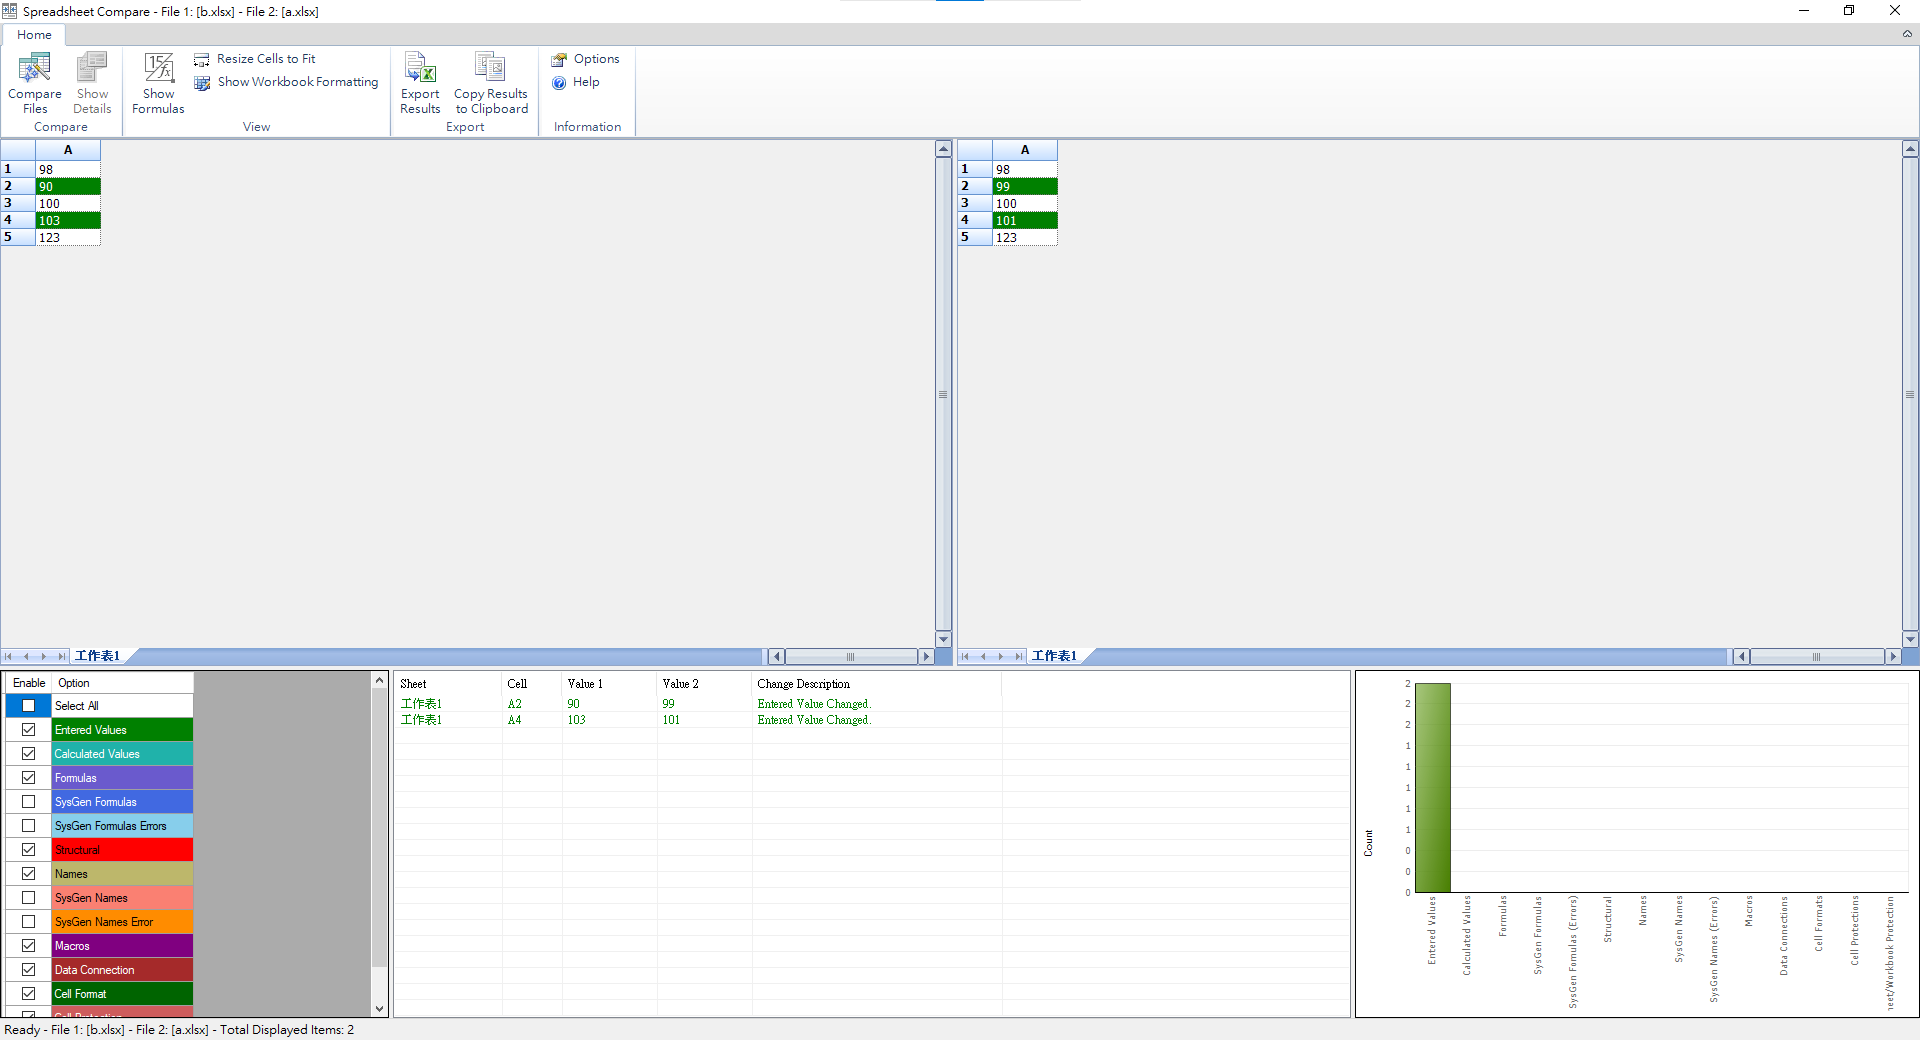 Spreadsheet Compare - File 1: [b.xlsx] - File 2: [a.xlsx]
Home
Compare Files
Show Details
Compare
Show Formulas
Resize Cells to Fit
Show Workbook Formatting
View
Export Results
Copy Results to Clipboard
Export
Options
Help
Information
A
1 98
2 90
3 100
4 103
5 123
工作表1
A
1 98
2 99
3 100
4 101
5 123
工作表1
Enable Option
Select All
Entered Values
Calculated Values
Formulas
SysGen Formulas
SysGen Formulas Errors
Structural
Names
SysGen Names
SysGen Names Error
Macros
Data Connection
Cell Format
Cell Protection
Sheet Cell Value 1 Value 2 Change Description
工作表1 A2 90 99 Entered Value Changed.
工作表1 A4 103 101 Entered Value Changed.
Count
2
2
2
1
1
1
1
1
0
0
0
Entered Values
Calculated Values
Formulas
SysGen Formulas
SysGen Fomulas (Errors)
Structural
Names
SysGen Names
SysGen Names (Errors)
Macros
Data Connections
Cell Formats
Cell Protections
heet/Workbook Protection
Ready - File 1: [b.xlsx] - File 2: [a.xlsx] - Total Displayed Items: 2